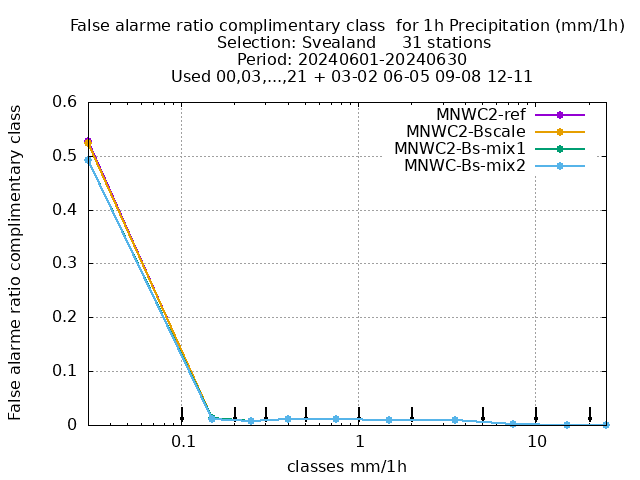 False alarme ratio complimentary class  for 1h Precipitation (mm/1h)
Selection: Svealand     31 stations
Period: 20240601-20240630
Used 00,03,...,21 + 03-02 06-05 09-08 12-11
False alarme ratio complimentary class
0.6
0.5
0.4
0.3
0.2
0.1
0
MNWC2-ref
MNWC2-Bscale
MNWC2-Bs-mix1
MNWC-Bs-mix2
0.1 1 10
classes mm/1h